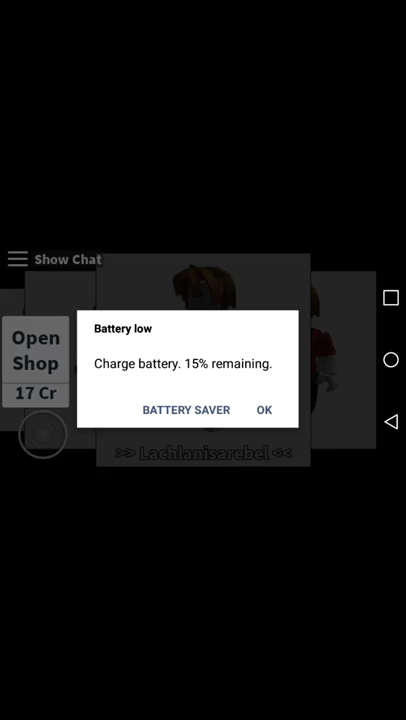 Show Chat
Open
Shop
17 Cr
Battery low
Charge battery. 15% remaining.
BATTERY SAVER OK
>> Lachlanisarebel <<